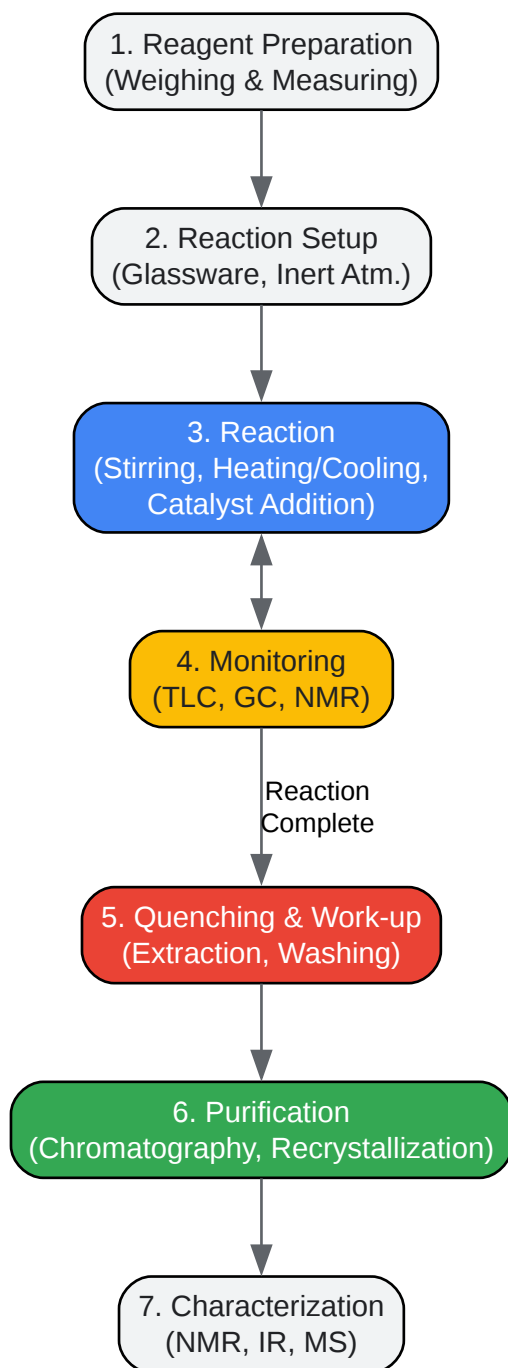 1. Reagent Preparation
(Weighing & Measuring)
2. Reaction Setup
(Glassware, Inert Atm.)
3. Reaction
(Stirring, Heating/Cooling,
Catalyst Addition)
4. Monitoring
(TLC, GC, NMR)
Reaction
Complete
5. Quenching & Work-up
(Extraction, Washing)
6. Purification
(Chromatography, Recrystallization)
7. Characterization
(NMR, IR, MS)